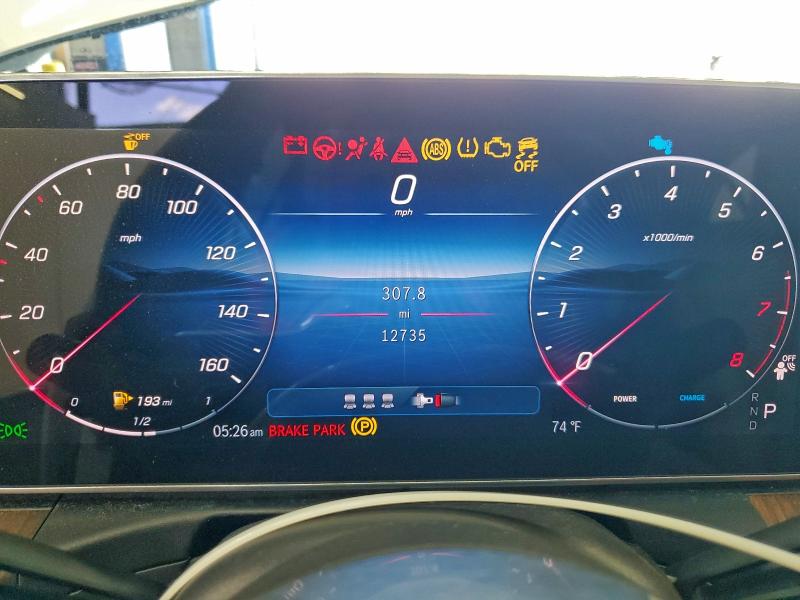 OFF
ABS
OFF
0
mph
80
60
100
40
mph
120
20
140
0
160
0
193 mi
1
1/2
307.8
mi
12735
4
3
5
x1000/min
2
6
1
7
0
8
OFF
POWER
CHARGE
R
N
D
P
05:26 am
BRAKE PARK
P
74 °F